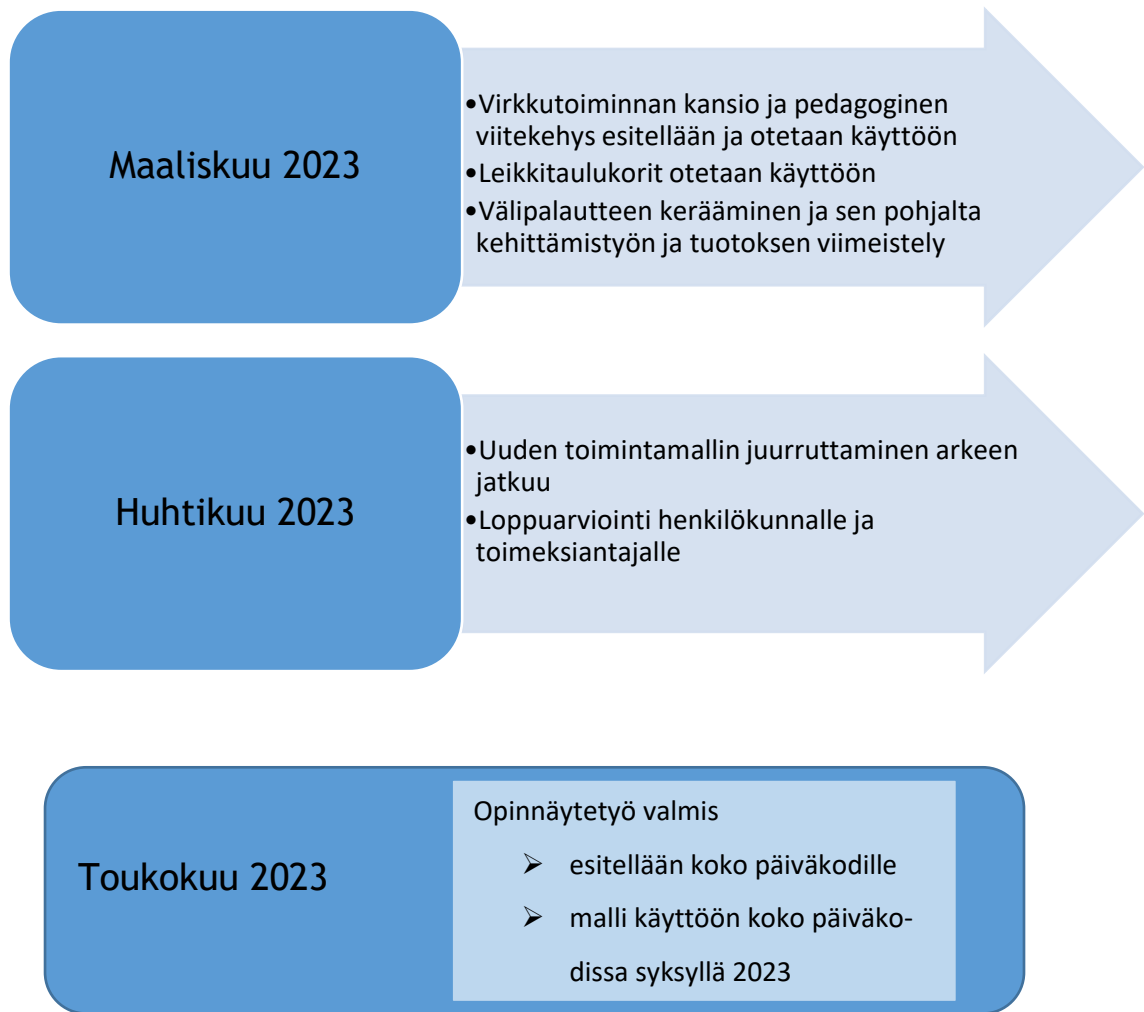 Maaliskuu 2023
•Virkkutoiminnan kansio ja pedagoginen
viitekehys esitellään ja otetaan käyttöön
•Leikkitaulukorit otetaan käyttöön
•Välipalautteen kerääminen ja sen pohjalta
kehittämistyön ja tuotoksen viimeistely
Huhtikuu 2023
•Uuden toimintamallin juurruttaminen arkeen
jatkuu
•Loppuarviointi henkilökunnalle ja
toimeksiantajalle
Toukokuu 2023
Opinnäytetyö valmis
➢ esitellään koko päiväkodille
➢ malli käyttöön koko päiväko-
dissa syksyllä 2023